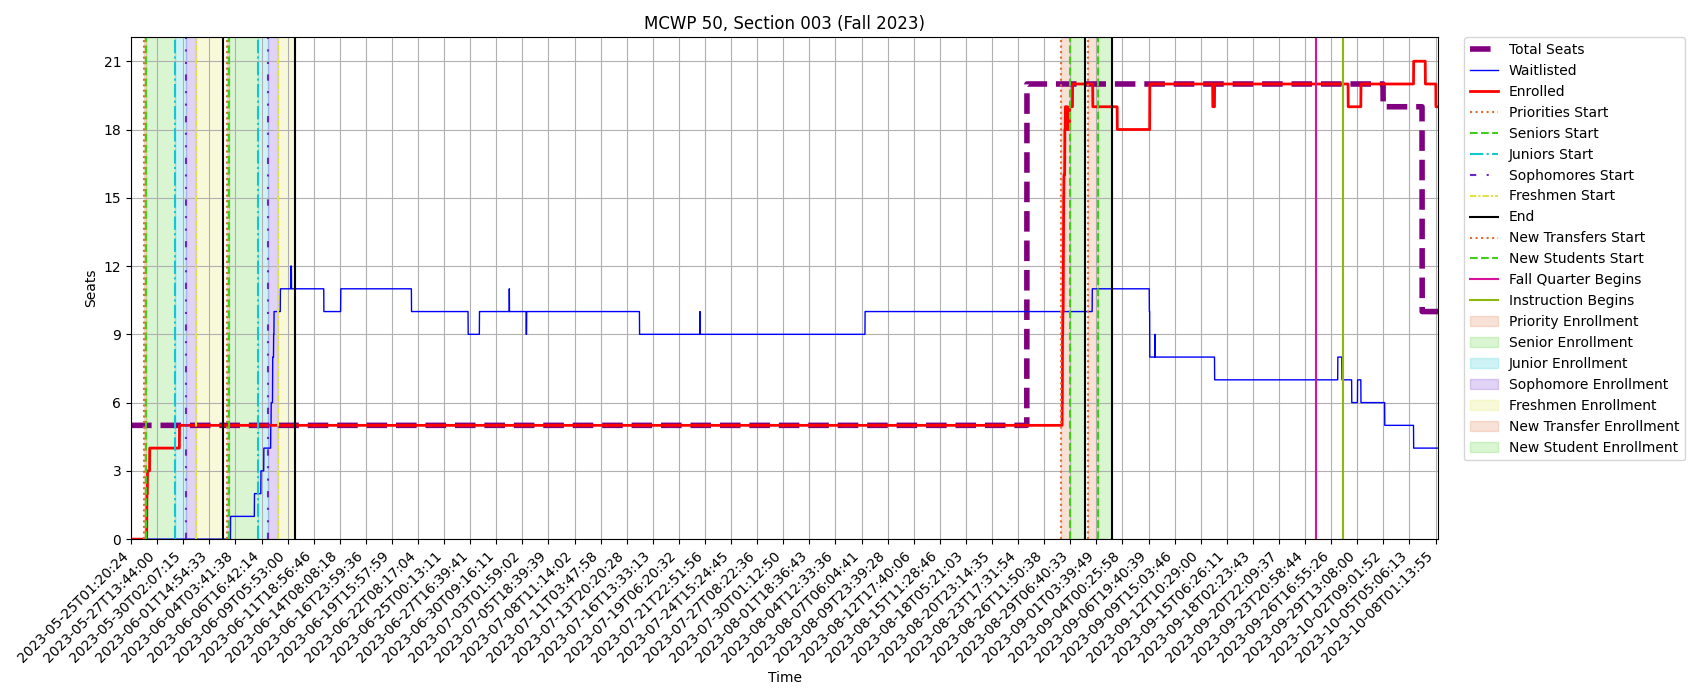 MCWP 50, Section 003 (Fall 2023)
Seats
21
18
15
12
9
6
3
0
2023-05-25T01:20:24
2023-05-27T13:44:00
2023-05-30T02:07:15
2023-06-01T14:54:33
2023-06-04T03:41:38
2023-06-06T16:42:14
2023-06-09T05:53:00
2023-06-11T18:56:46
2023-06-14T08:08:18
2023-06-16T23:59:36
2023-06-19T15:57:59
2023-06-22T08:17:04
2023-06-25T00:13:11
2023-06-27T16:39:41
2023-06-30T09:16:11
2023-07-03T01:59:02
2023-07-05T18:39:39
2023-07-08T11:14:02
2023-07-11T03:47:58
2023-07-13T20:20:28
2023-07-16T13:33:13
2023-07-19T06:20:32
2023-07-21T22:51:56
2023-07-24T15:24:45
2023-07-27T08:22:36
2023-07-30T01:12:50
2023-08-01T18:36:43
2023-08-04T12:33:36
2023-08-07T06:04:41
2023-08-09T23:39:28
2023-08-12T17:40:06
2023-08-15T11:28:46
2023-08-18T05:21:03
2023-08-20T23:14:35
2023-08-23T17:31:54
2023-08-26T11:50:38
2023-08-29T06:40:33
2023-09-01T03:39:49
2023-09-04T00:25:58
2023-09-06T19:40:39
2023-09-09T15:03:46
2023-09-12T10:29:00
2023-09-15T06:26:11
2023-09-18T02:23:43
2023-09-20T22:09:37
2023-09-23T20:58:44
2023-09-26T16:55:26
2023-09-29T13:08:00
2023-10-02T09:01:52
2023-10-05T05:06:13
2023-10-08T01:13:55
Time
Total Seats
Waitlisted
Enrolled
Priorities Start
Seniors Start
Juniors Start
Sophomores Start
Freshmen Start
End
New Transfers Start
New Students Start
Fall Quarter Begins
Instruction Begins
Priority Enrollment
Senior Enrollment
Junior Enrollment
Sophomore Enrollment
Freshmen Enrollment
New Transfer Enrollment
New Student Enrollment